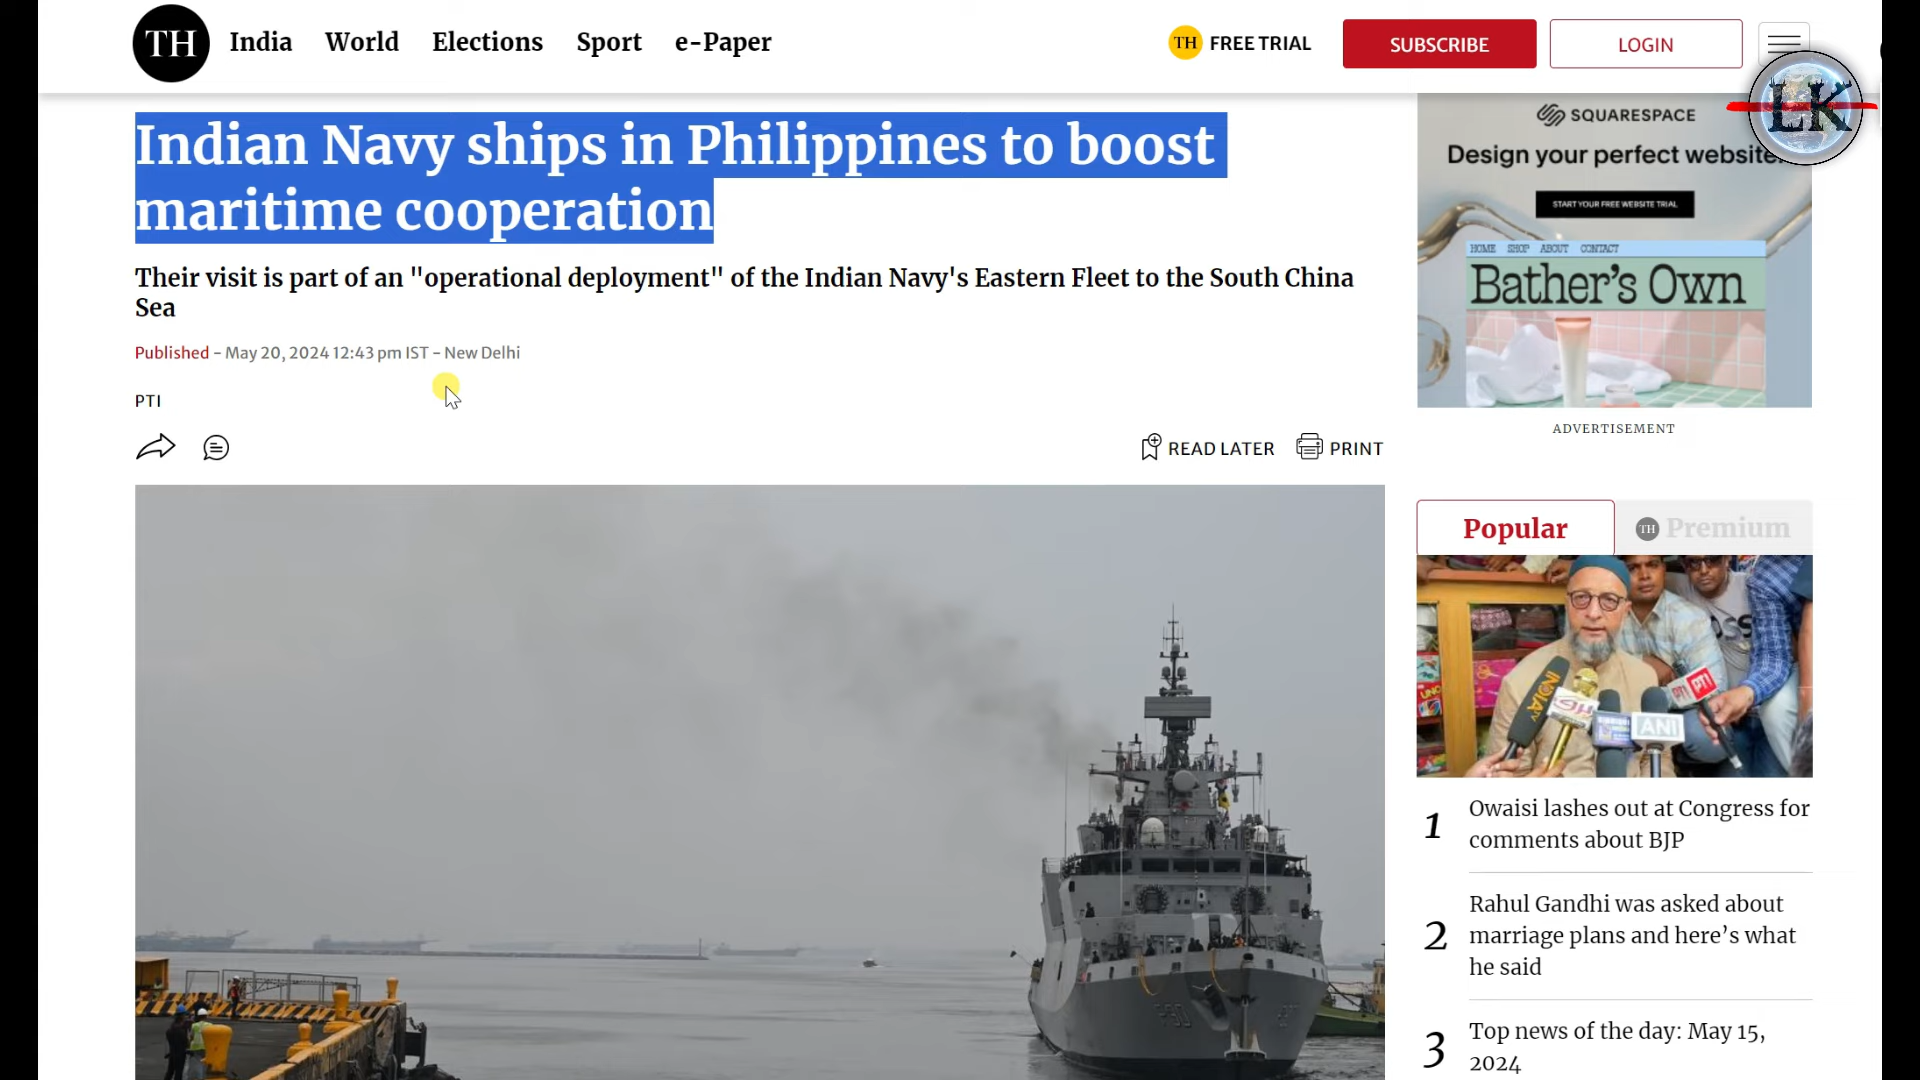 TH
India
World
Elections
Sport
e-Paper
TH FREE TRIAL
SUBSCRIBE
LOGIN
LK
Indian Navy ships in Philippines to boost
maritime cooperation
Their visit is part of an "operational deployment" of the Indian Navy's Eastern Fleet to the South China
Sea
Published - May 20, 2024 12:43 pm IST - New Delhi
PTI
READ LATER
PRINT
SQUARESPACE
Design your perfect website
START YOUR FREE WEBSITE TRIAL
HOME SHOP ABOUT CONTACT
Bather's Own
ADVERTISEMENT
Popular
TH Premium
INDIA
PTI
ANI
1
Owaisi lashes out at Congress for
comments about BJP
2
Rahul Gandhi was asked about
marriage plans and here's what
he said
3
Top news of the day: May 15,
2024